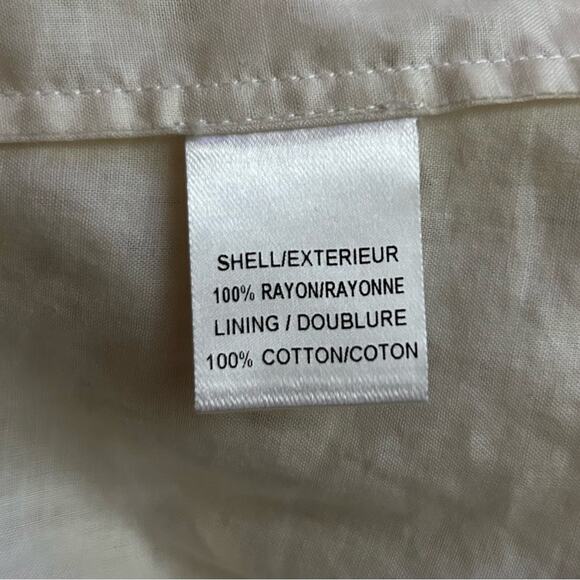 SHELL/EXTERIEUR
100% RAYON/RAYONNE
LINING / DOUBLURE
100% COTTON/COTON